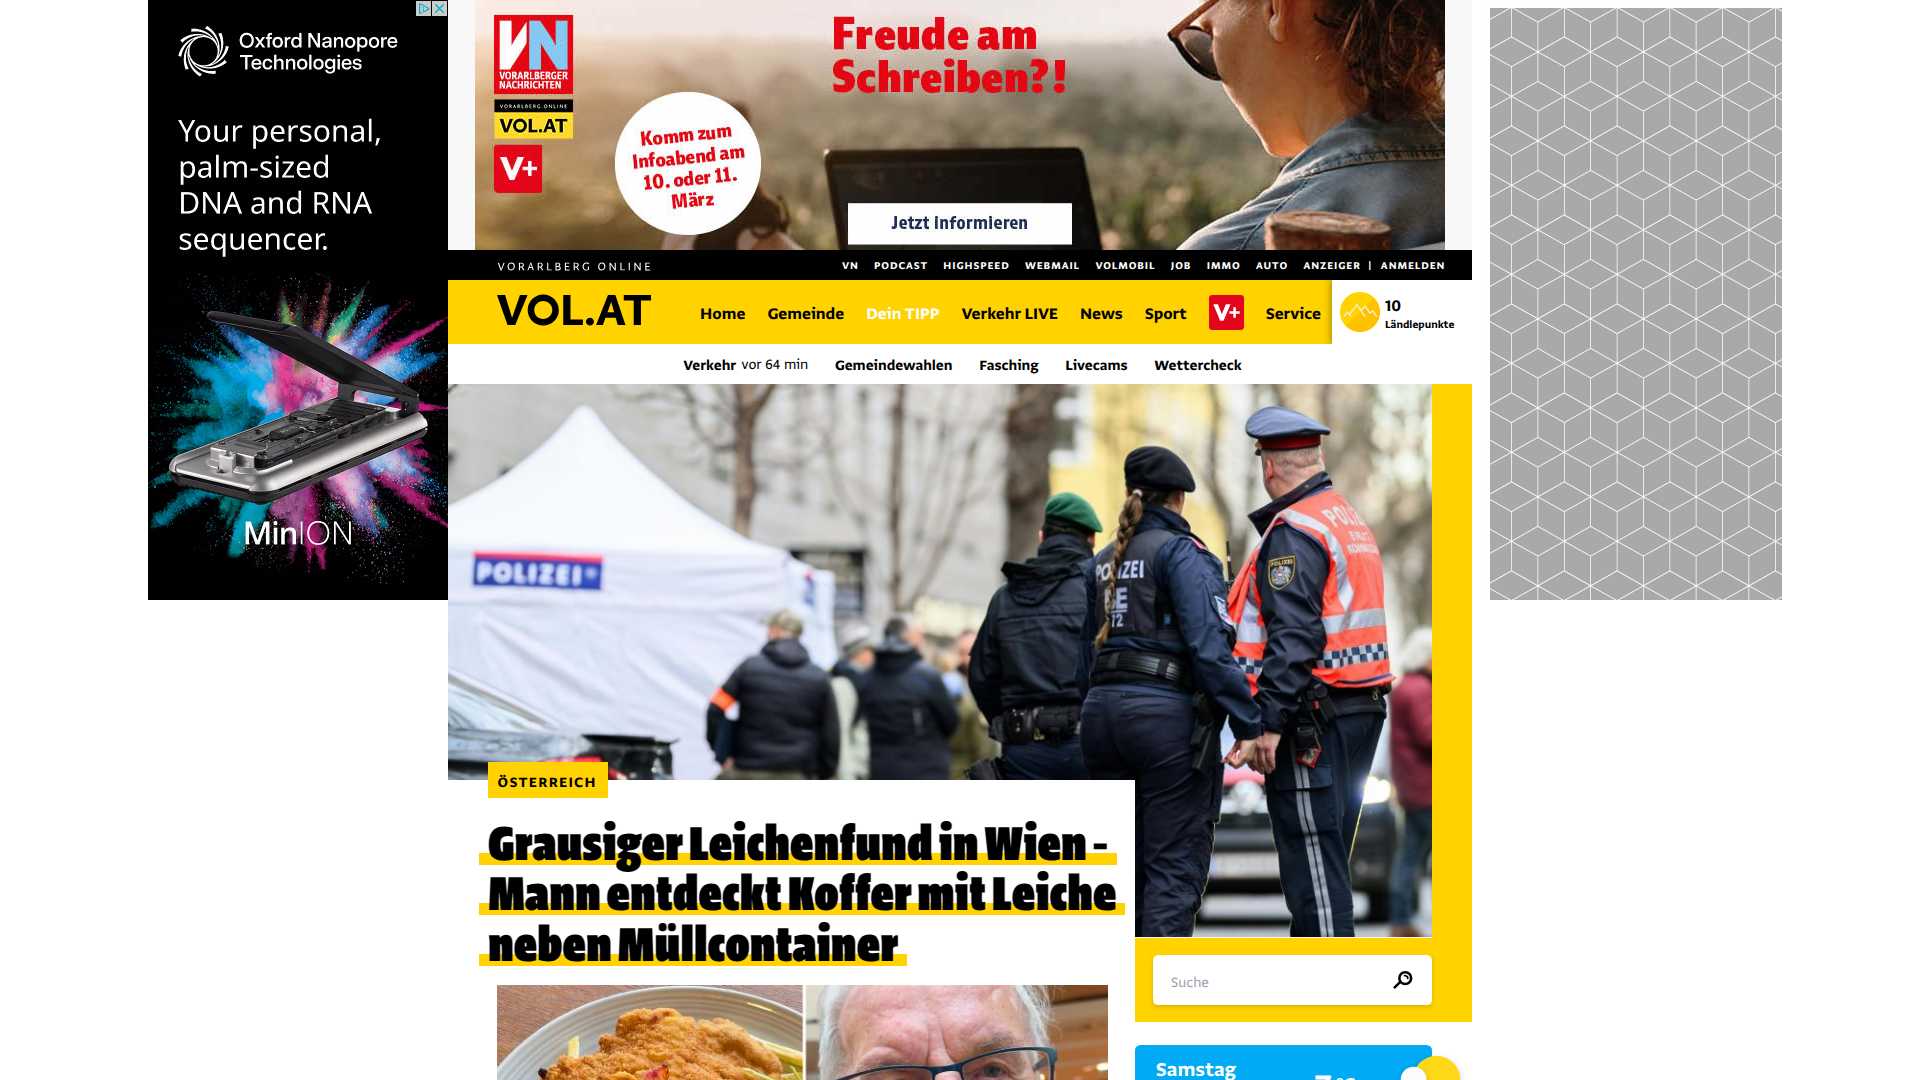 Oxford Nanopore
Technologies
Your personal,
palm-sized
DNA and RNA
sequencer.
MinION
VN
VORARLBERGER
NACHRICHTEN
VORARLBERG ONLINE
VOL.AT
V+
Freude am
Schreiben?!
Komm zum
Infoabend am
10. oder 11.
März
Jetzt Informieren
VORARLBERG ONLINE
VN PODCAST HIGHSPEED WEBMAIL VOLMOBIL JOB IMMO AUTO ANZEIGER | ANMELDEN
VOL.AT
Home Gemeinde Dein TIPP Verkehr LIVE News Sport V+ Service
10
Ländlepunkte
Verkehr vor 64 min Gemeindewahlen Fasching Livecams Wettercheck
POLIZEI
POLIZEI
12
POLIZEI
ÖSTERREICH
Grausiger Leichenfund in Wien -
Mann entdeckt Koffer mit Leiche
neben Müllcontainer
Suche
Samstag